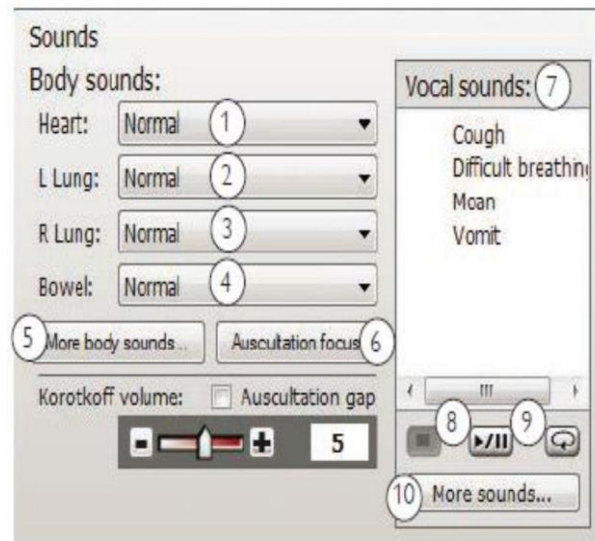 Sounds
Body sounds:
Heart: Normal 1
L Lung: Normal 2
R Lung: Normal 3
Bowel: Normal 4
5 More body sounds... Auscultation focus 6
Korotkoff volume: Auscultation gap
5
Vocal sounds: 7
Cough
Difficult breathing
Moan
Vomit
8 9
10 More sounds...